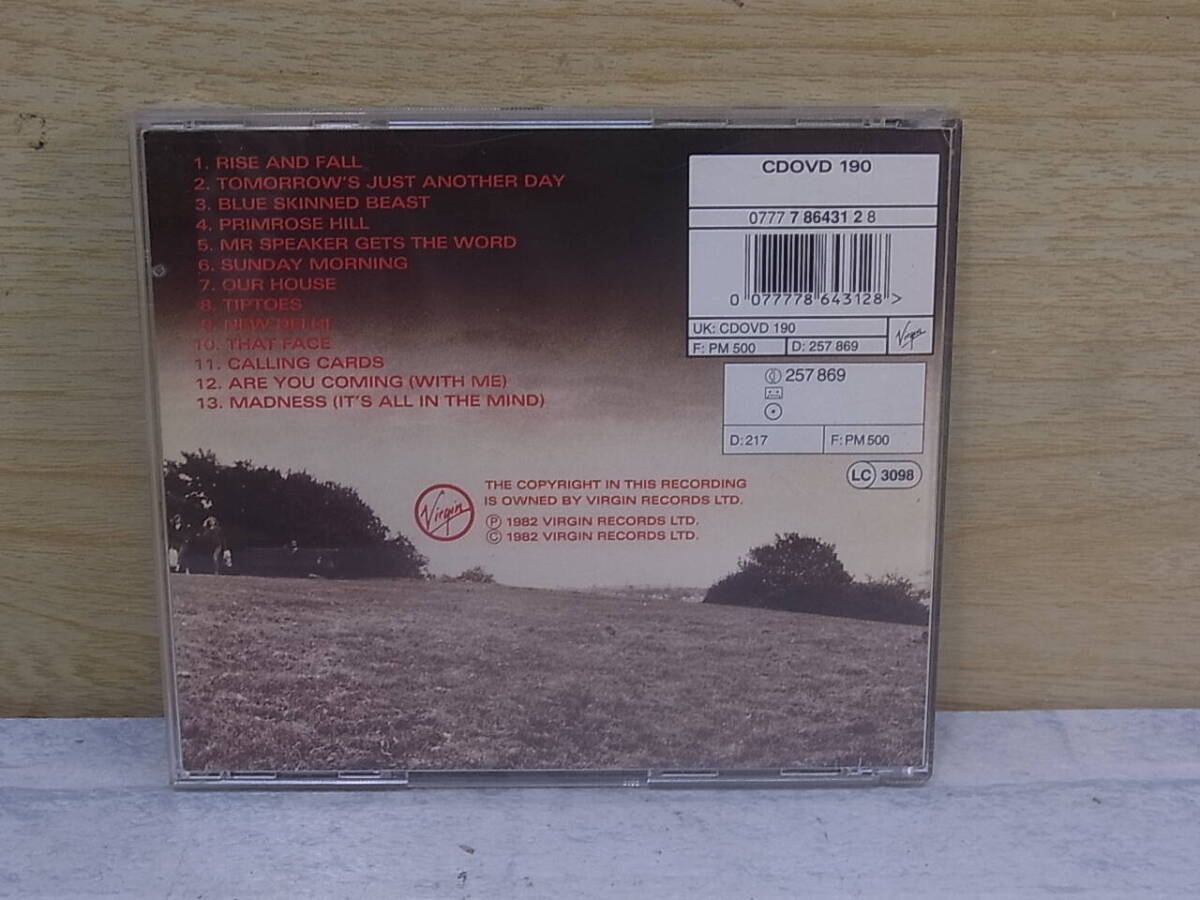 1. RISE AND FALL
2. TOMORROW'S JUST ANOTHER DAY
3. BLUE SKINNED BEAST
4. PRIMROSE HILL
5. MR SPEAKER GETS THE WORD
6. SUNDAY MORNING
7. OUR HOUSE
8. TIPTOES
9. NEW DELHI
10. THAT FACE
11. CALLING CARDS
12. ARE YOU COMING (WITH ME)
13. MADNESS (IT'S ALL IN THE MIND)
CDOVD 190
0777 7 86431 2 8
0 077778 643128 >
UK: CDOVD 190
F: PM 500
D: 257 869
Virgin
257 869
D: 217
F: PM 500
LC 3098
Virgin
THE COPYRIGHT IN THIS RECORDING
IS OWNED BY VIRGIN RECORDS LTD.
Ⓟ 1982 VIRGIN RECORDS LTD.
© 1982 VIRGIN RECORDS LTD.